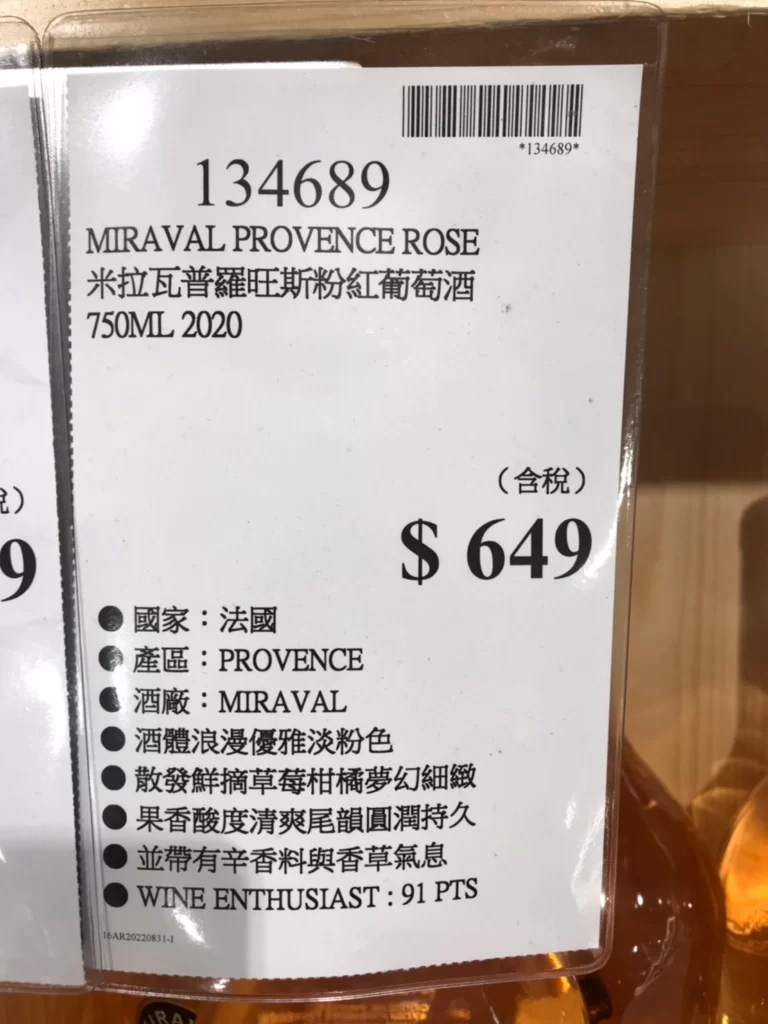 *134689*
134689
MIRAVAL PROVENCE ROSE
米拉瓦普羅旺斯粉紅葡萄酒
750ML 2020
（含稅）
$ 649
● 國家：法國
● 產區：PROVENCE
● 酒廠：MIRAVAL
● 酒體浪漫優雅淡粉色
● 散發鮮摘草莓柑橘夢幻細緻
● 果香酸度清爽尾韻圓潤持久
● 並帶有辛香料與香草氣息
● WINE ENTHUSIAST : 91 PTS
16AR20220831-1
稅）
9